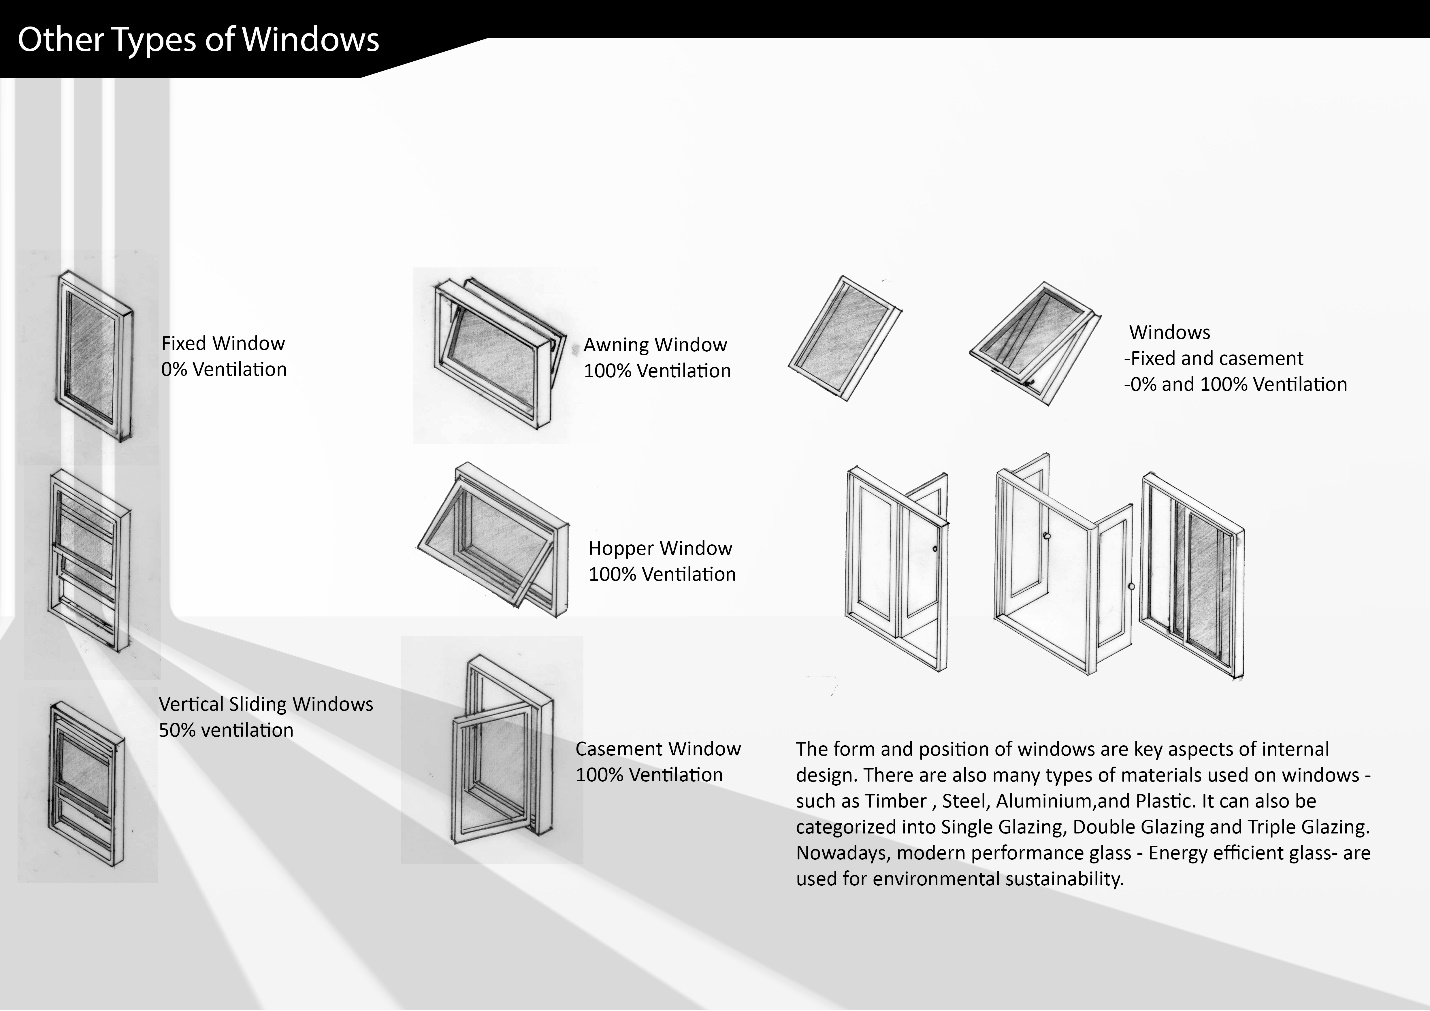 Other Types of Windows
Fixed Window
0% Ventilation
Vertical Sliding Windows
50% ventilation
Awning Window
100% Ventilation
Hopper Window
100% Ventilation
Casement Window
100% Ventilation
Windows
-Fixed and casement
-0% and 100% Ventilation
The form and position of windows are key aspects of internal
design. There are also many types of materials used on windows -
such as Timber , Steel, Aluminium,and Plastic. It can also be
categorized into Single Glazing, Double Glazing and Triple Glazing.
Nowadays, modern performance glass - Energy efficient glass- are
used for environmental sustainability.